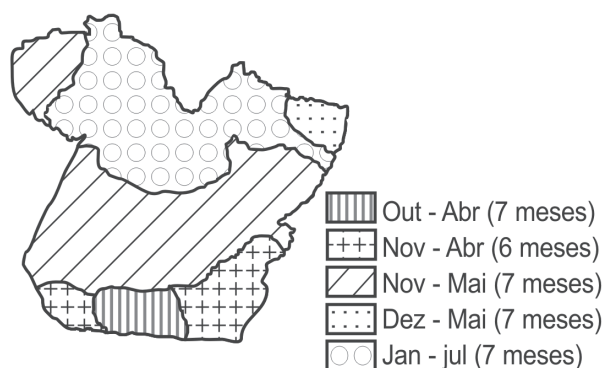 Out - Abr (7 meses)
Nov - Abr (6 meses)
Nov - Mai (7 meses)
Dez - Mai (7 meses)
Jan - jul (7 meses)